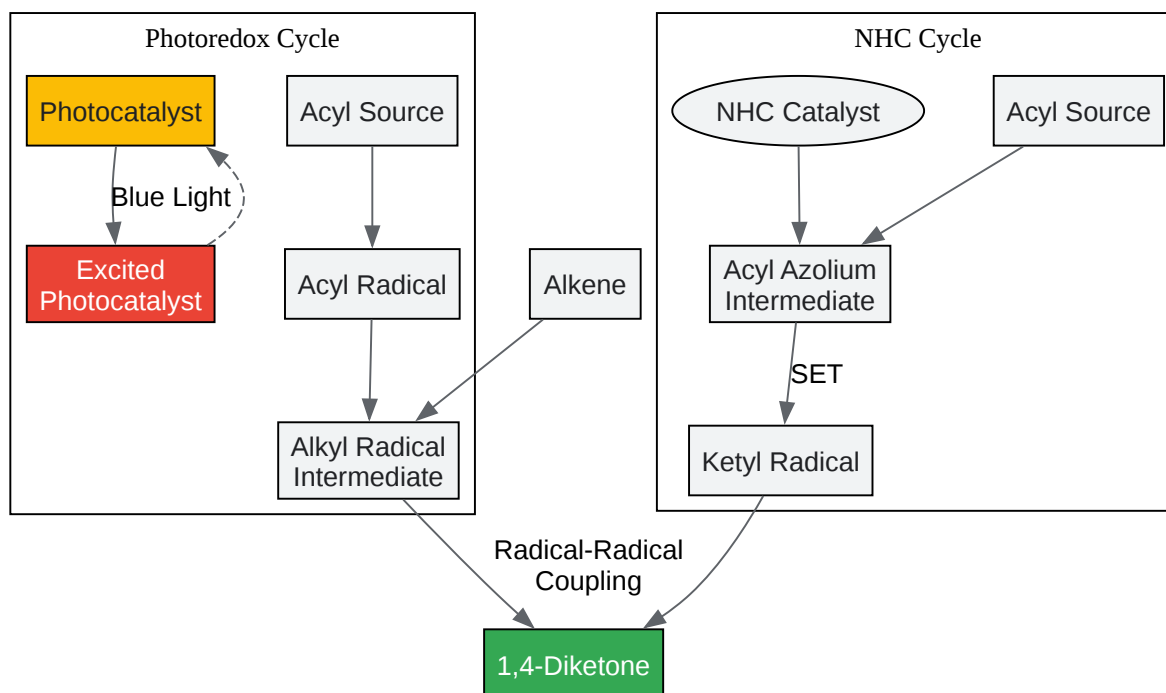 Photoredox Cycle
NHC Cycle
Photocatalyst
Acyl Source
NHC Catalyst
Acyl Source
Blue Light
Excited
Photocatalyst
Acyl Radical
Alkene
Acyl Azolium
Intermediate
SET
Alkyl Radical
Intermediate
Ketyl Radical
Radical-Radical
Coupling
1,4-Diketone